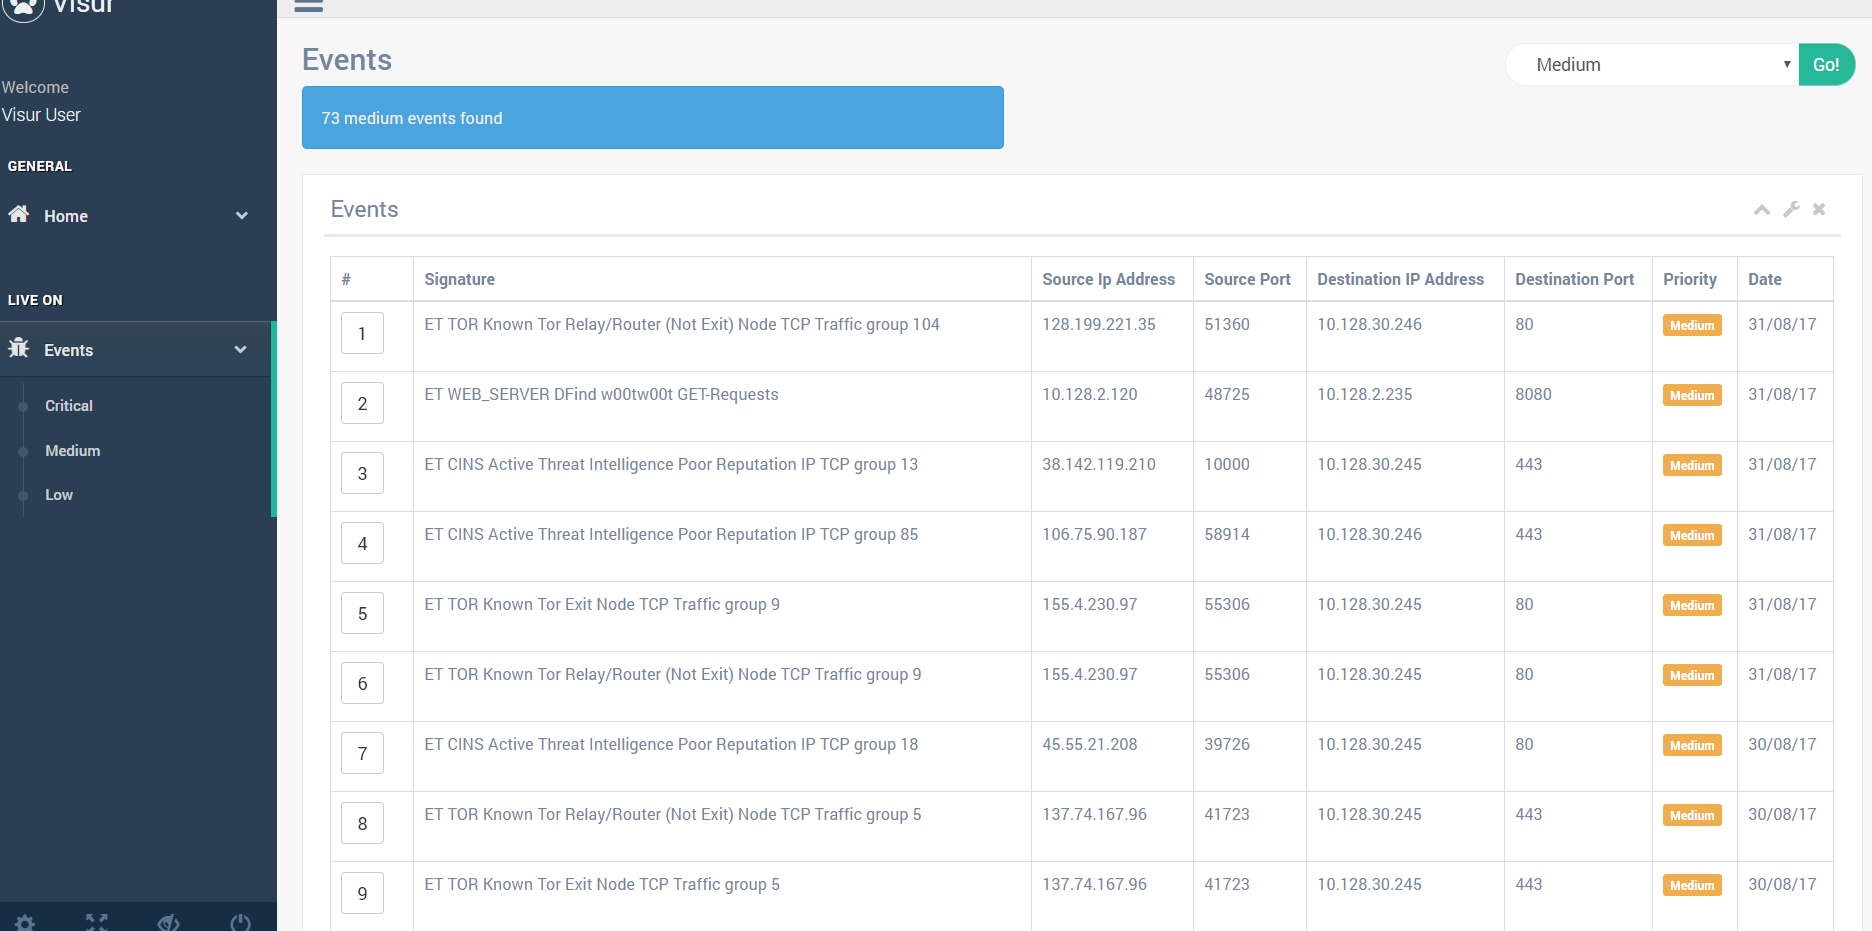 Visur
Welcome
Visur User
GENERAL
Home
LIVE ON
Events
Critical
Medium
Low
Events
Medium Go!
73 medium events found
Events
# Signature Source Ip Address Source Port Destination IP Address Destination Port Priority Date
1 ET TOR Known Tor Relay/Router (Not Exit) Node TCP Traffic group 104 128.199.221.35 51360 10.128.30.246 80 Medium 31/08/17
2 ET WEB_SERVER DFind w00tw00t GET-Requests 10.128.2.120 48725 10.128.2.235 8080 Medium 31/08/17
3 ET CINS Active Threat Intelligence Poor Reputation IP TCP group 13 38.142.119.210 10000 10.128.30.245 443 Medium 31/08/17
4 ET CINS Active Threat Intelligence Poor Reputation IP TCP group 85 106.75.90.187 58914 10.128.30.246 443 Medium 31/08/17
5 ET TOR Known Tor Exit Node TCP Traffic group 9 155.4.230.97 55306 10.128.30.245 80 Medium 31/08/17
6 ET TOR Known Tor Relay/Router (Not Exit) Node TCP Traffic group 9 155.4.230.97 55306 10.128.30.245 80 Medium 31/08/17
7 ET CINS Active Threat Intelligence Poor Reputation IP TCP group 18 45.55.21.208 39726 10.128.30.245 80 Medium 30/08/17
8 ET TOR Known Tor Relay/Router (Not Exit) Node TCP Traffic group 5 137.74.167.96 41723 10.128.30.245 443 Medium 30/08/17
9 ET TOR Known Tor Exit Node TCP Traffic group 5 137.74.167.96 41723 10.128.30.245 443 Medium 30/08/17